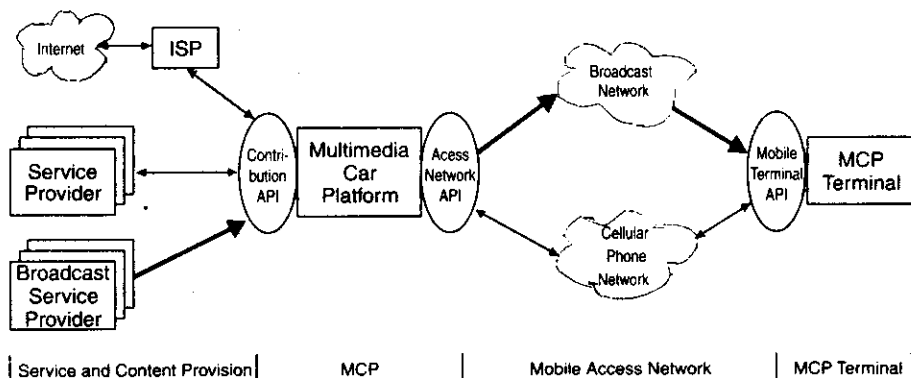 Internet
ISP
Service
Provider
Broadcast
Service
Provider
Contri-
bution
API
Multimedia
Car
Platform
Acess
Network
API
Broadcast
Network
Cellular
Phone
Network
Mobile
Terminal
API
MCP
Terminal
Service and Content Provision
MCP
Mobile Access Network
MCP Terminal